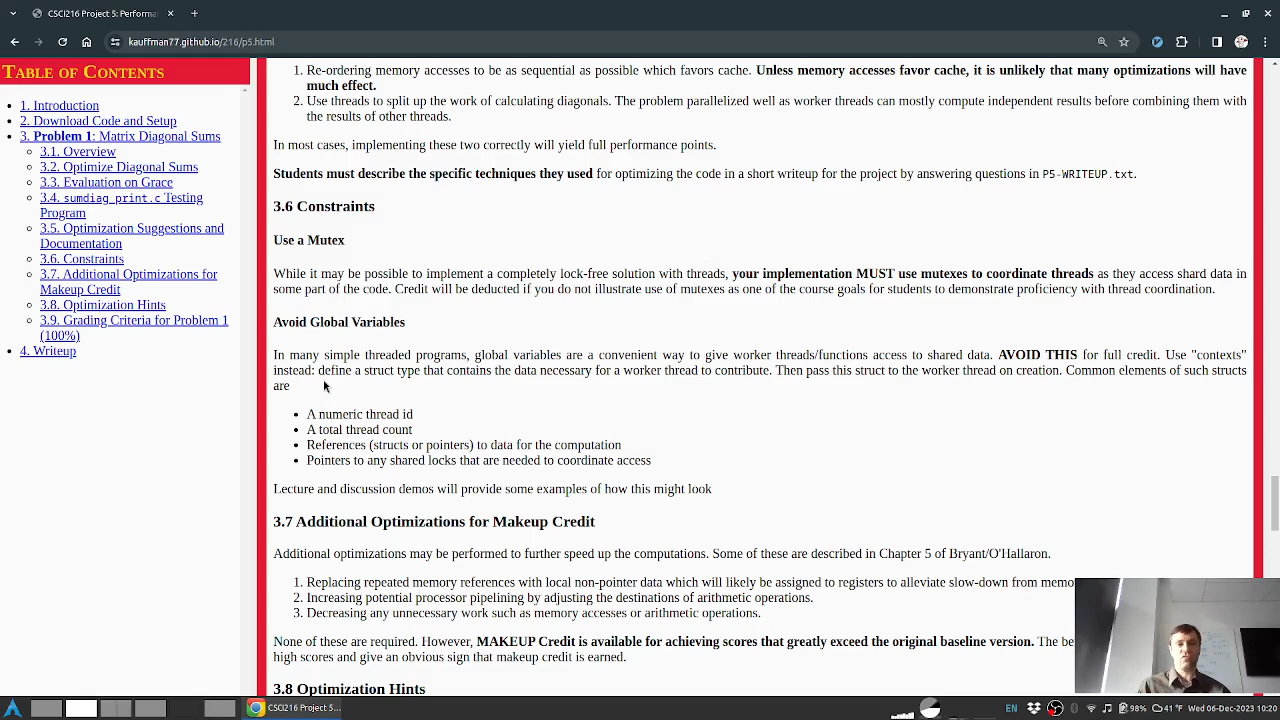 CSCI216 Project 5: Performa
kauffman77.github.io/216/p5.html
Table of Contents
1. Introduction
2. Download Code and Setup
3. Problem 1: Matrix Diagonal Sums
3.1. Overview
3.2. Optimize Diagonal Sums
3.3. Evaluation on Grace
3.4. sumdiag_print.c Testing
Program
3.5. Optimization Suggestions and
Documentation
3.6. Constraints
3.7. Additional Optimizations for
Makeup Credit
3.8. Optimization Hints
3.9. Grading Criteria for Problem 1
(100%)
4. Writeup
1. Re-ordering memory accesses to be as sequential as possible which favors cache. Unless memory accesses favor cache, it is unlikely that many optimizations will have
much effect.
2. Use threads to split up the work of calculating diagonals. The problem parallelized well as worker threads can mostly compute independent results before combining them with
the results of other threads.
In most cases, implementing these two correctly will yield full performance points.
Students must describe the specific techniques they used for optimizing the code in a short writeup for the project by answering questions in P5-WRITEUP.txt.
3.6 Constraints
Use a Mutex
While it may be possible to implement a completely lock-free solution with threads, your implementation MUST use mutexes to coordinate threads as they access shard data in
some part of the code. Credit will be deducted if you do not illustrate use of mutexes as one of the course goals for students to demonstrate proficiency with thread coordination.
Avoid Global Variables
In many simple threaded programs, global variables are a convenient way to give worker threads/functions access to shared data. AVOID THIS for full credit. Use "contexts"
instead: define a struct type that contains the data necessary for a worker thread to contribute. Then pass this struct to the worker thread on creation. Common elements of such structs
are
A numeric thread id
A total thread count
References (structs or pointers) to data for the computation
Pointers to any shared locks that are needed to coordinate access
Lecture and discussion demos will provide some examples of how this might look
3.7 Additional Optimizations for Makeup Credit
Additional optimizations may be performed to further speed up the computations. Some of these are described in Chapter 5 of Bryant/O'Hallaron.
1. Replacing repeated memory references with local non-pointer data which will likely be assigned to registers to alleviate slow-down from memo
2. Increasing potential processor pipelining by adjusting the destinations of arithmetic operations.
3. Decreasing any unnecessary work such as memory accesses or arithmetic operations.
None of these are required. However, MAKEUP Credit is available for achieving scores that greatly exceed the original baseline version. The be
high scores and give an obvious sign that makeup credit is earned.
3.8 Optimization Hints
CSCI216 Project 5:
EN
98%
41°F
Wed 06-Dec-2023
10:20